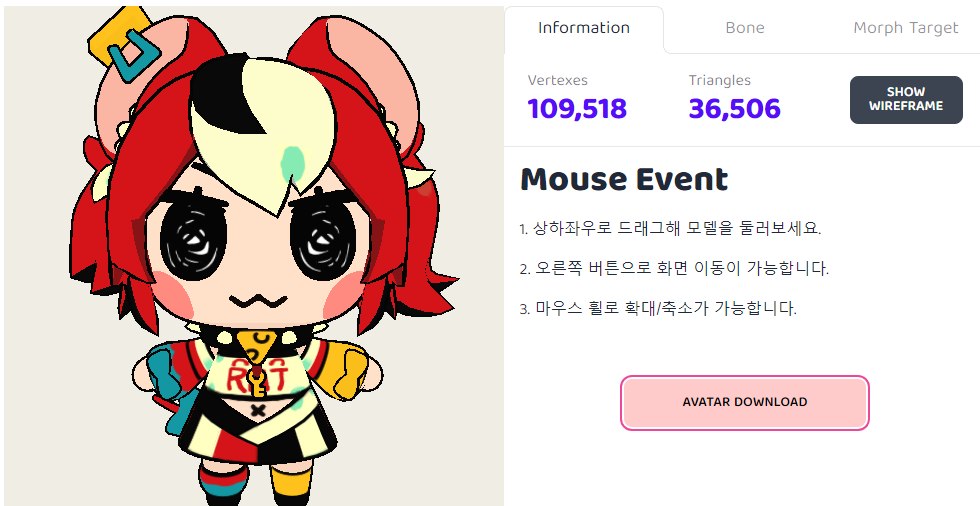 Information
Bone
Morph Target
Vertexes
109,518
Triangles
36,506
SHOW
WIREFRAME
Mouse Event
1. 상하좌우로 드래그해 모델을 둘러보세요.
2. 오른쪽 버튼으로 화면 이동이 가능합니다.
3. 마우스 휠로 확대/축소가 가능합니다.
AVATAR DOWNLOAD